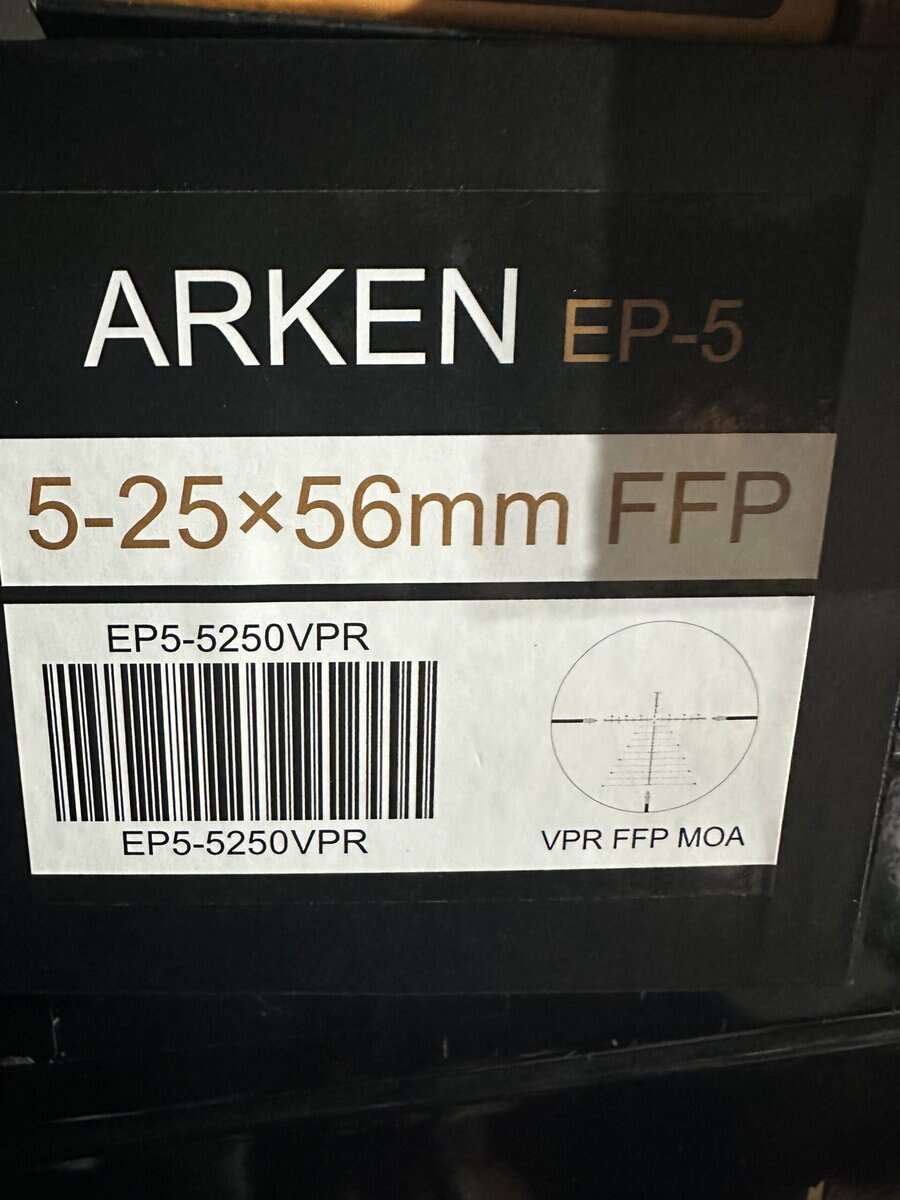 ARKEN EP-5
5-25×56mm FFP
EP5-5250VPR
EP5-5250VPR
VPR FFP MOA